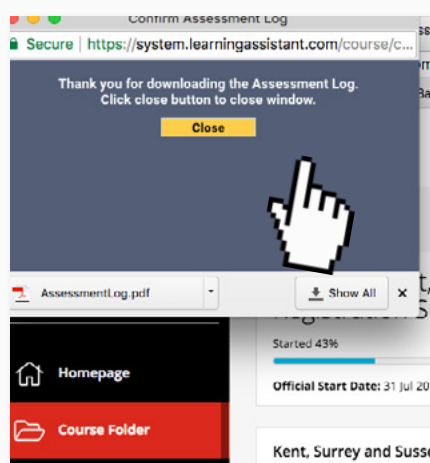 Confirm Assessment Log
Secure | https://system.learningassistant.com/course/c...
Thank you for downloading the Assessment Log.
Click close button to close window.
Close
AssessmentLog.pdf
Show All
Started 43%
Homepage
Official Start Date: 31 Jul 20
Course Folder
Kent, Surrey and Susse